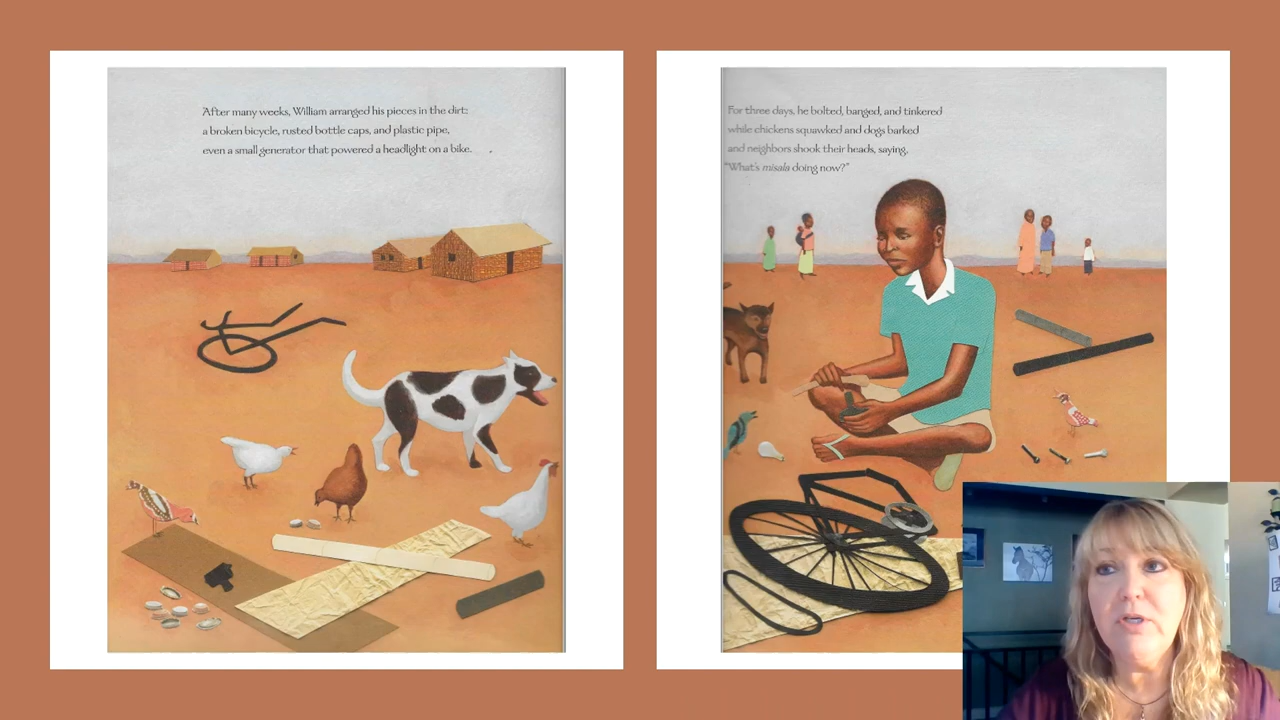 After many weeks, William arranged his pieces in the dirt:
a broken bicycle, rusted bottle caps, and plastic pipe,
even a small generator that powered a headlight on a bike.
For three days, he bolted, banged, and tinkered
while chickens squawked and dogs barked
and neighbors shook their heads, saying,
"What's misala doing now?"